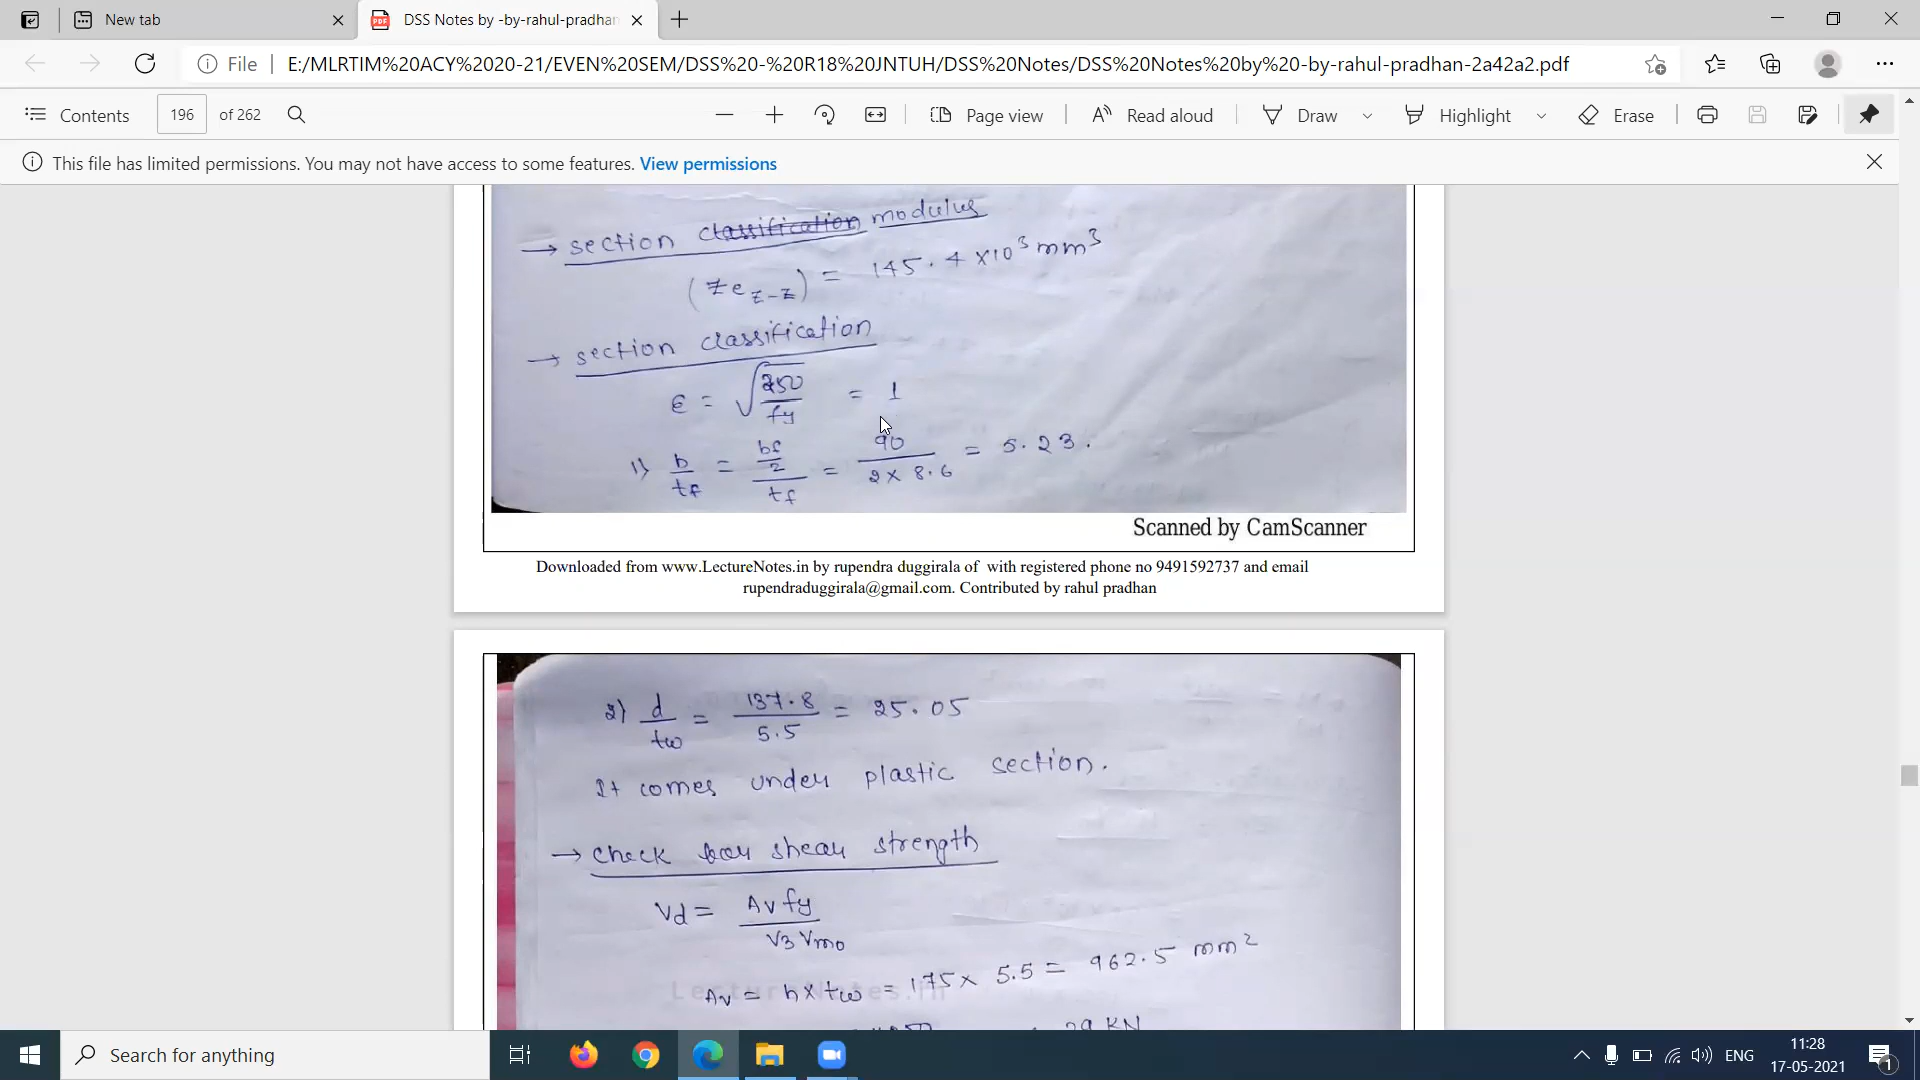 New tab
DSS Notes by -by-rahul-pradhan
File E:/MLRTIM%20ACY%2020-21/EVEN%20SEM/DSS%20-%20R18%20JNTUH/DSS%20Notes/DSS%20Notes%20by%20-by-rahul-pradhan-2a42a2.pdf
Contents 196 of 262 Page view Read aloud Draw Highlight Erase
This file has limited permissions. You may not have access to some features. View permissions
→ section classification modulus
(Ze z-z) = 145.4 ×10³ mm³
→ section classification
ϵ = √250/fy = 1
1) b/tf = (bf/2)/tf = 90/(2×8.6) = 5.23.
Scanned by CamScanner
Downloaded from www.LectureNotes.in by rupendra duggirala of with registered phone no 9491592737 and email
rupendraduggirala@gmail.com. Contributed by rahul pradhan
2) d/tw = 137.8/5.5 = 25.05
It comes under plastic section.
→ check for shear strength
Vd = Av fy/√3 γmo
Av = h × tw = 175 × 5.5 = 962.5 mm²
LectureNotes.in
29 KN
Search for anything
ENG
11:28
17-05-2021
1